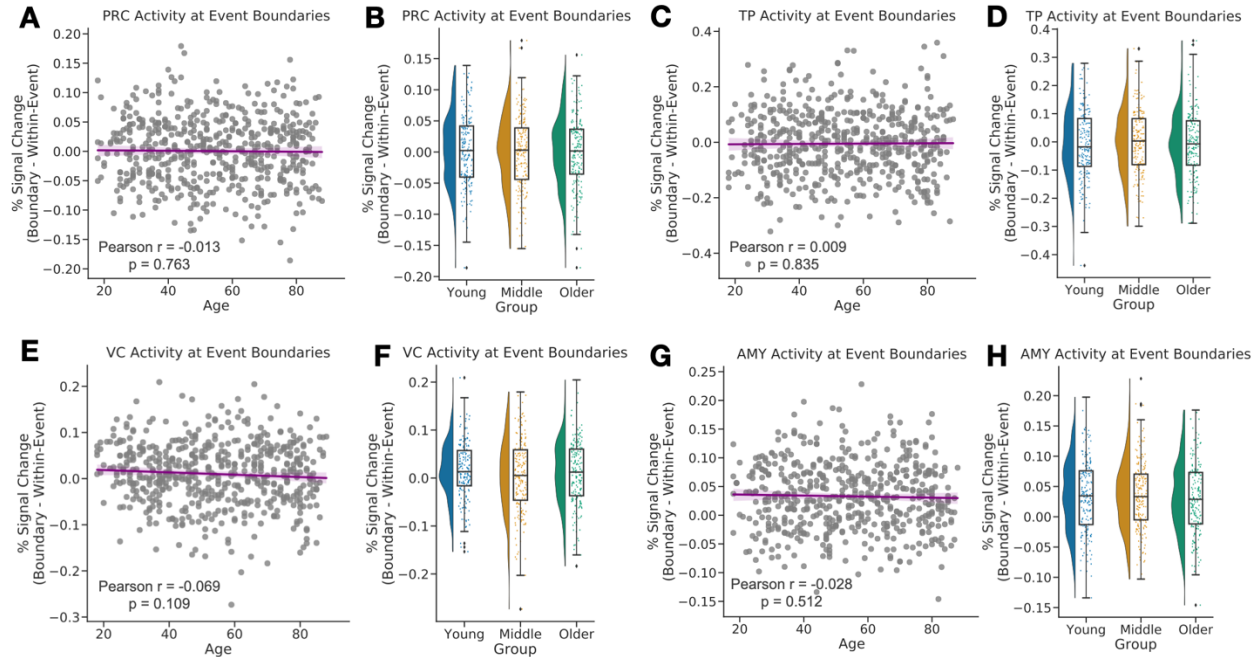 A
PRC Activity at Event Boundaries
% Signal Change
(Boundary - Within-Event)
0.20
0.15
0.10
0.05
0.00
−0.05
−0.10
−0.15
−0.20
Pearson r = -0.013
p = 0.763
20
40
60
80
Age
B
PRC Activity at Event Boundaries
% Signal Change
(Boundary - Within-Event)
0.15
0.10
0.05
0.00
−0.05
−0.10
−0.15
−0.20
Young
Middle
Older
Group
C
TP Activity at Event Boundaries
% Signal Change
(Boundary - Within-Event)
0.4
0.2
0.0
−0.2
−0.4
Pearson r = 0.009
p = 0.835
20
40
60
80
Age
D
TP Activity at Event Boundaries
% Signal Change
(Boundary - Within-Event)
0.4
0.3
0.2
0.1
0.0
−0.1
−0.2
−0.3
−0.4
Young
Middle
Older
Group
E
VC Activity at Event Boundaries
% Signal Change
(Boundary - Within-Event)
0.2
0.1
0.0
−0.1
−0.2
−0.3
Pearson r = -0.069
p = 0.109
20
40
60
80
Age
F
VC Activity at Event Boundaries
% Signal Change
(Boundary - Within-Event)
0.2
0.1
0.0
−0.1
−0.2
Young
Middle
Older
Group
G
AMY Activity at Event Boundaries
% Signal Change
(Boundary - Within-Event)
0.25
0.20
0.15
0.10
0.05
0.00
−0.05
−0.10
−0.15
Pearson r = -0.028
p = 0.512
20
40
60
80
Age
H
AMY Activity at Event Boundaries
% Signal Change
(Boundary - Within-Event)
0.20
0.15
0.10
0.05
0.00
−0.05
−0.10
−0.15
Young
Middle
Older
Group